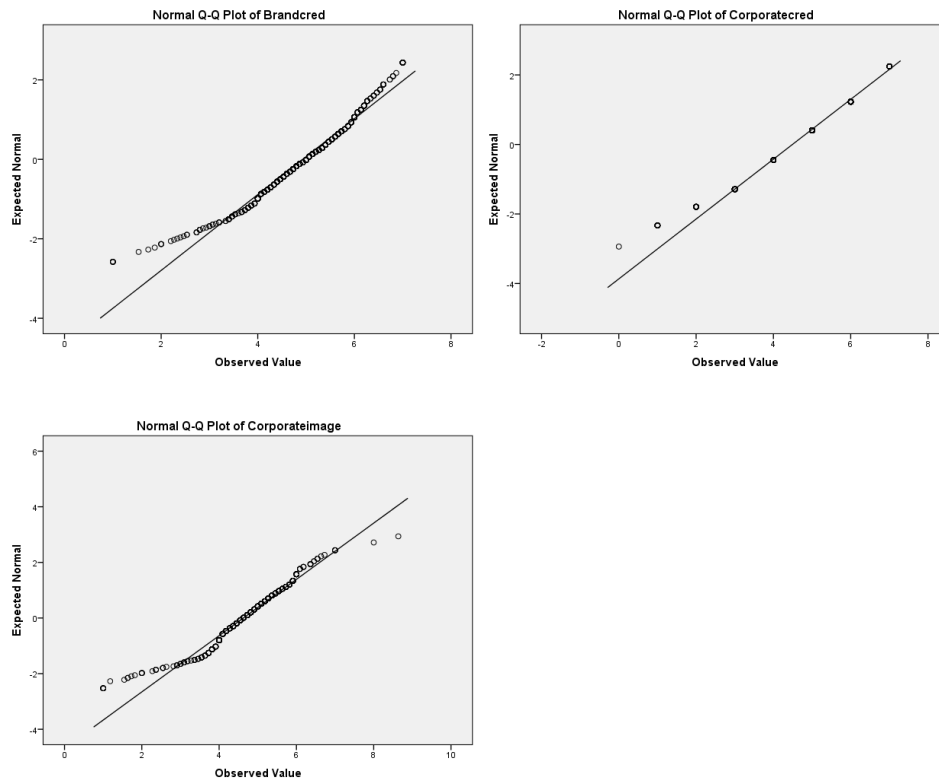 Normal Q-Q Plot of Brandcred
Expected Normal
2
0
-2
-4
0 2 4 6 8
Observed Value
Normal Q-Q Plot of Corporatecred
Expected Normal
2
0
-2
-4
-2 0 2 4 6 8
Observed Value
Normal Q-Q Plot of Corporateimage
Expected Normal
6
4
2
0
-2
-4
0 2 4 6 8 10
Observed Value